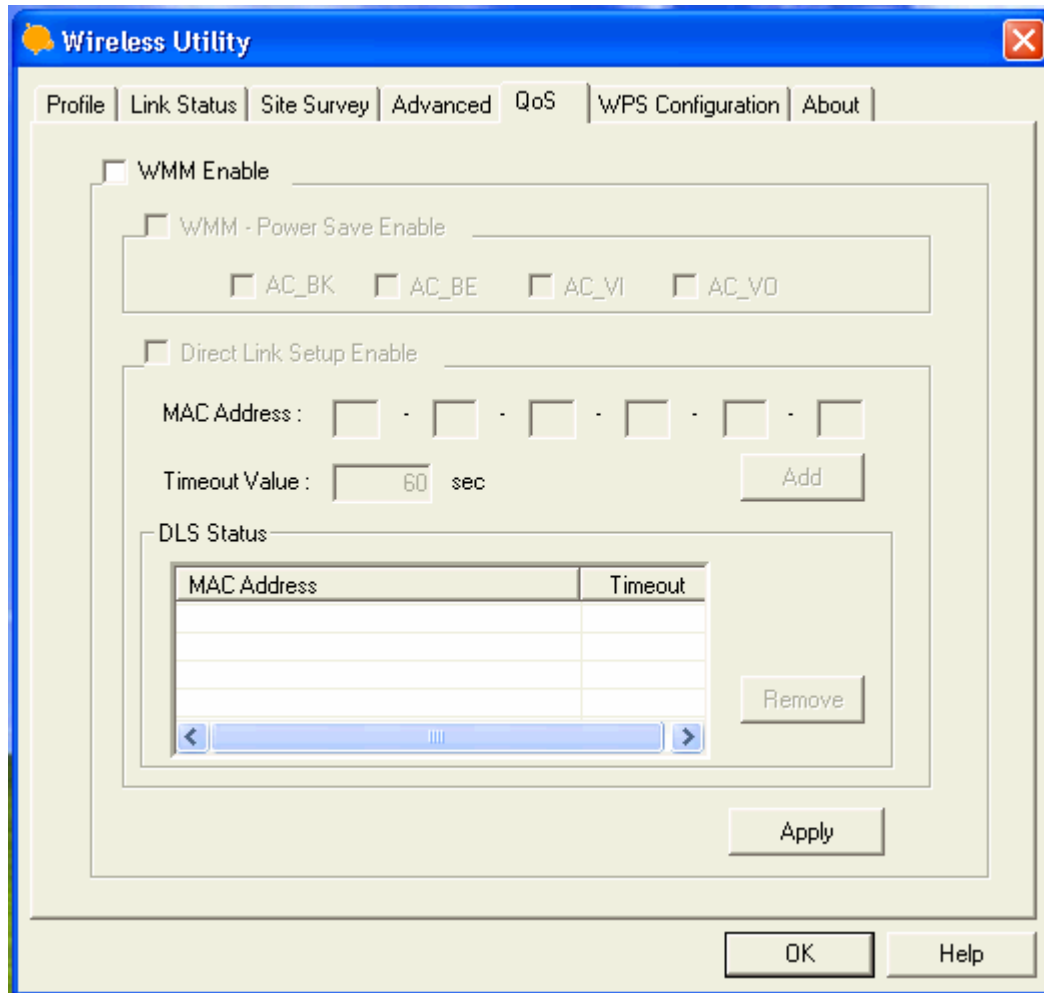 Wireless Utility
Profile Link Status Site Survey Advanced QoS WPS Configuration About
WMM Enable
WMM - Power Save Enable
AC_BK AC_BE AC_VI AC_VO
Direct Link Setup Enable
MAC Address : - - - - -
Timeout Value : 60 sec Add
DLS Status
MAC Address Timeout
Remove
Apply
OK Help